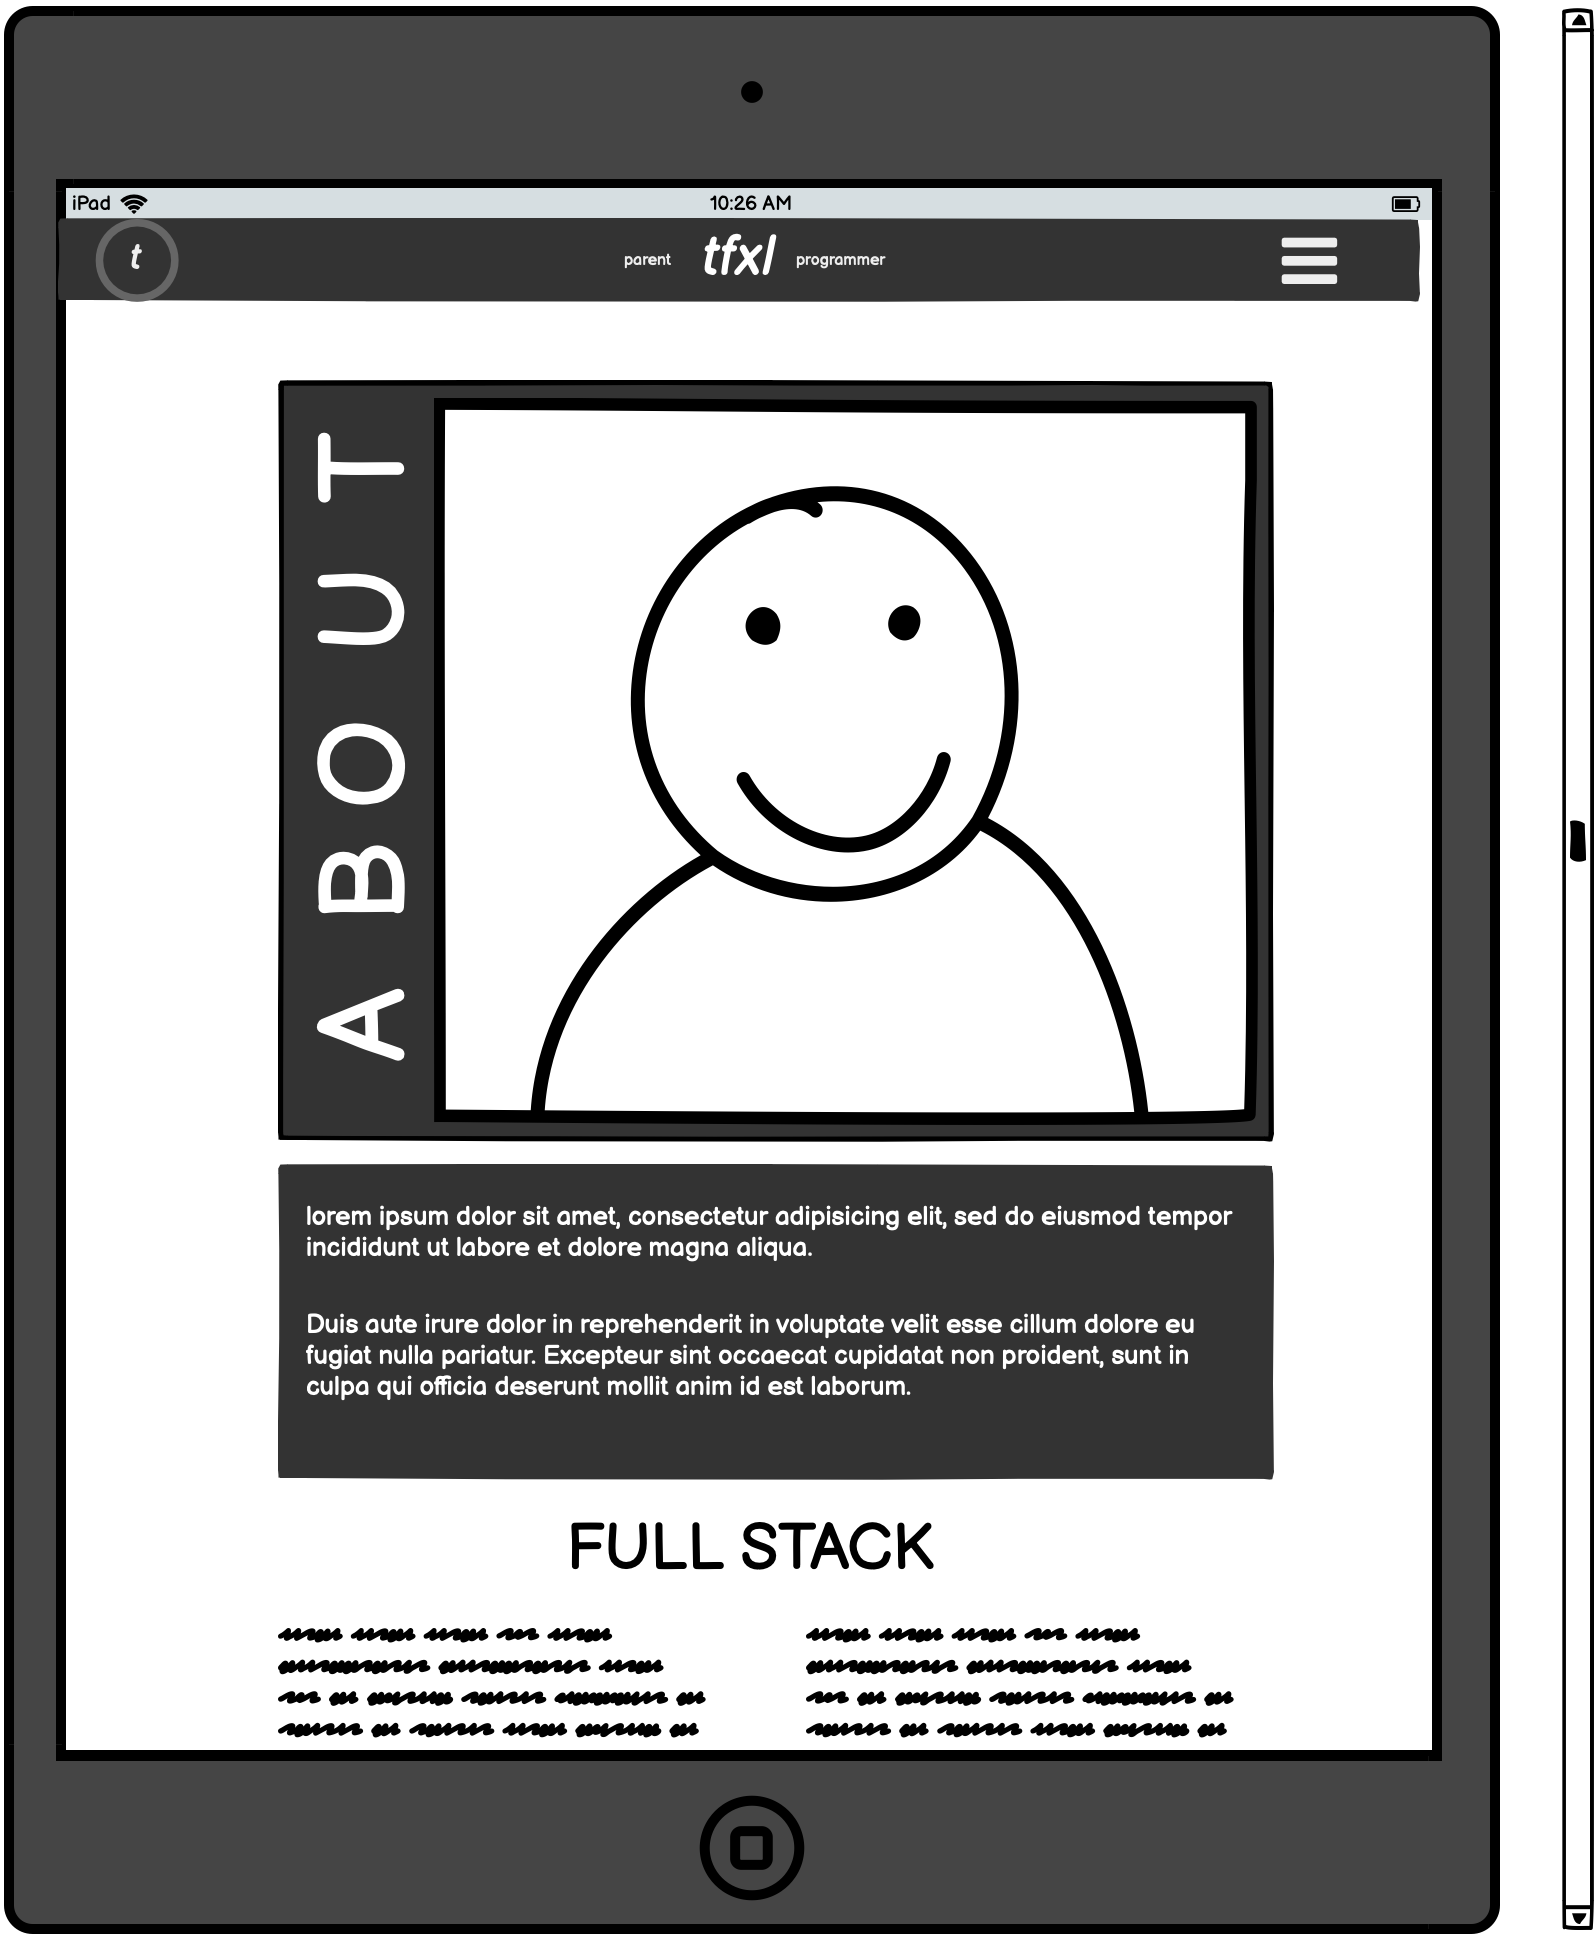 iPad
10:26 AM
t
parent tfxl programmer
ABOUT
lorem ipsum dolor sit amet, consectetur adipisicing elit, sed do eiusmod tempor
incididunt ut labore et dolore magna aliqua.
Duis aute irure dolor in reprehenderit in voluptate velit esse cillum dolore eu
fugiat nulla pariatur. Excepteur sint occaecat cupidatat non proident, sunt in
culpa qui officia deserunt mollit anim id est laborum.
FULL STACK